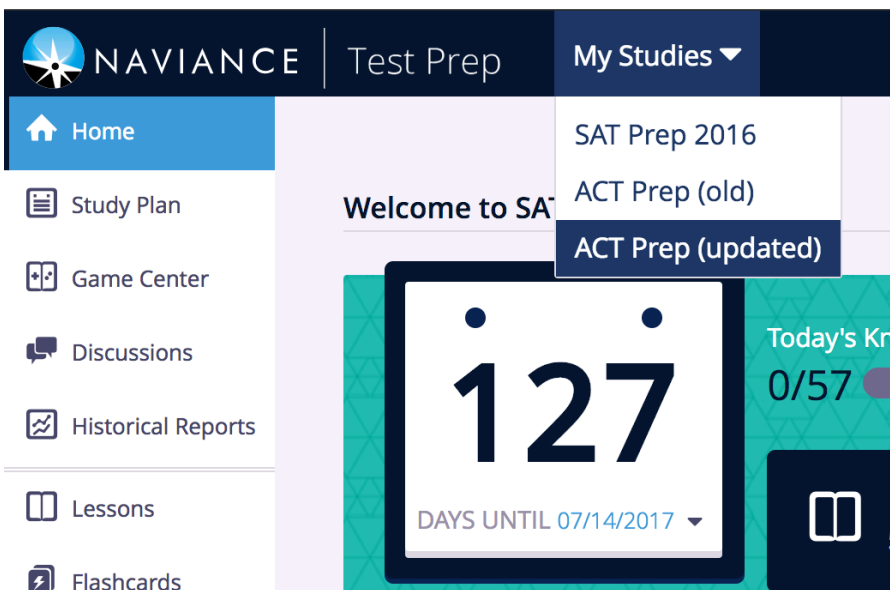 NAVIANCE Test Prep My Studies
SAT Prep 2016
ACT Prep (old)
ACT Prep (updated)
Home
Study Plan
Game Center
Discussions
Historical Reports
Lessons
Flashcards
Welcome to SA
127
DAYS UNTIL 07/14/2017
Today's Kn
0/57